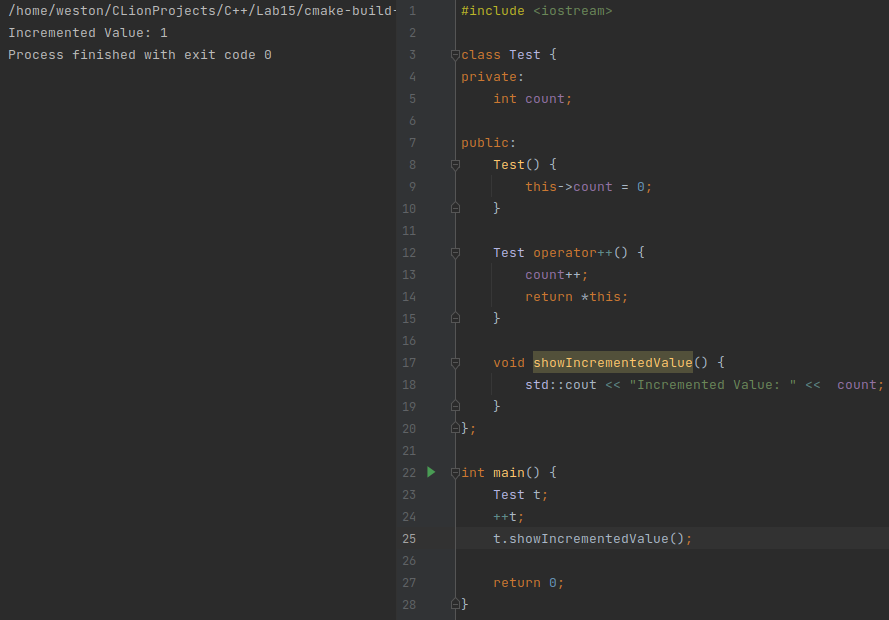 /home/weston/CLionProjects/C++/Lab15/cmake-build-
Incremented Value: 1
Process finished with exit code 0
1 #include <iostream>
2
3 class Test {
4 private:
5     int count;
6
7 public:
8     Test() {
9         this->count = 0;
10     }
11
12     Test operator++() {
13         count++;
14         return *this;
15     }
16
17     void showIncrementedValue() {
18         std::cout << "Incremented Value: " <<  count;
19     }
20 };
21
22 int main() {
23     Test t;
24     ++t;
25     t.showIncrementedValue();
26
27     return 0;
28 }